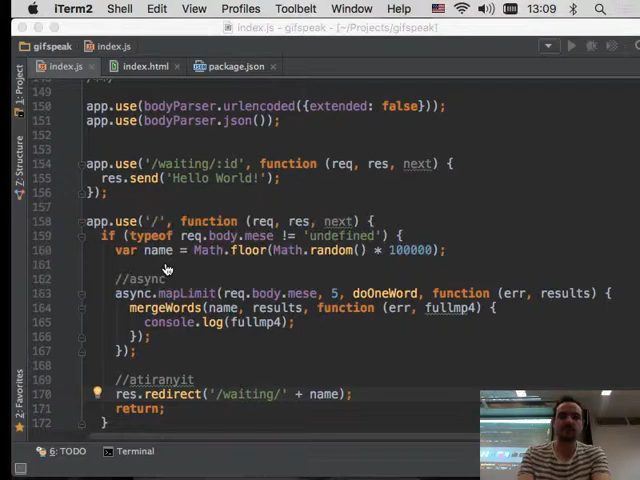 iTerm2 Shell Edit View Profiles Toolbelt Window Help 13:09
index.js - gifspeak - [~/Projects/gifspeak]
gifspeak index.js
index.js index.html package.json
1: Project
Z: Structure
2: Favorites
149
150 app.use(bodyParser.urlencoded({extended: false}));
151 app.use(bodyParser.json());
152
153
154 app.use('/waiting/:id', function (req, res, next) {
155 res.send('Hello World!');
156 });
157
158 app.use('/', function (req, res, next) {
159 if (typeof req.body.mese != 'undefined') {
160 var name = Math.floor(Math.random() * 100000);
161
162 //async
163 async.mapLimit(req.body.mese, 5, doOneWord, function (err, results) {
164 mergeWords(name, results, function (err, fullmp4) {
165 console.log(fullmp4);
166 });
167 });
168
169 //atiranyit
170 res.redirect('/waiting/' + name);
171 return;
172 }
6: TODO Terminal